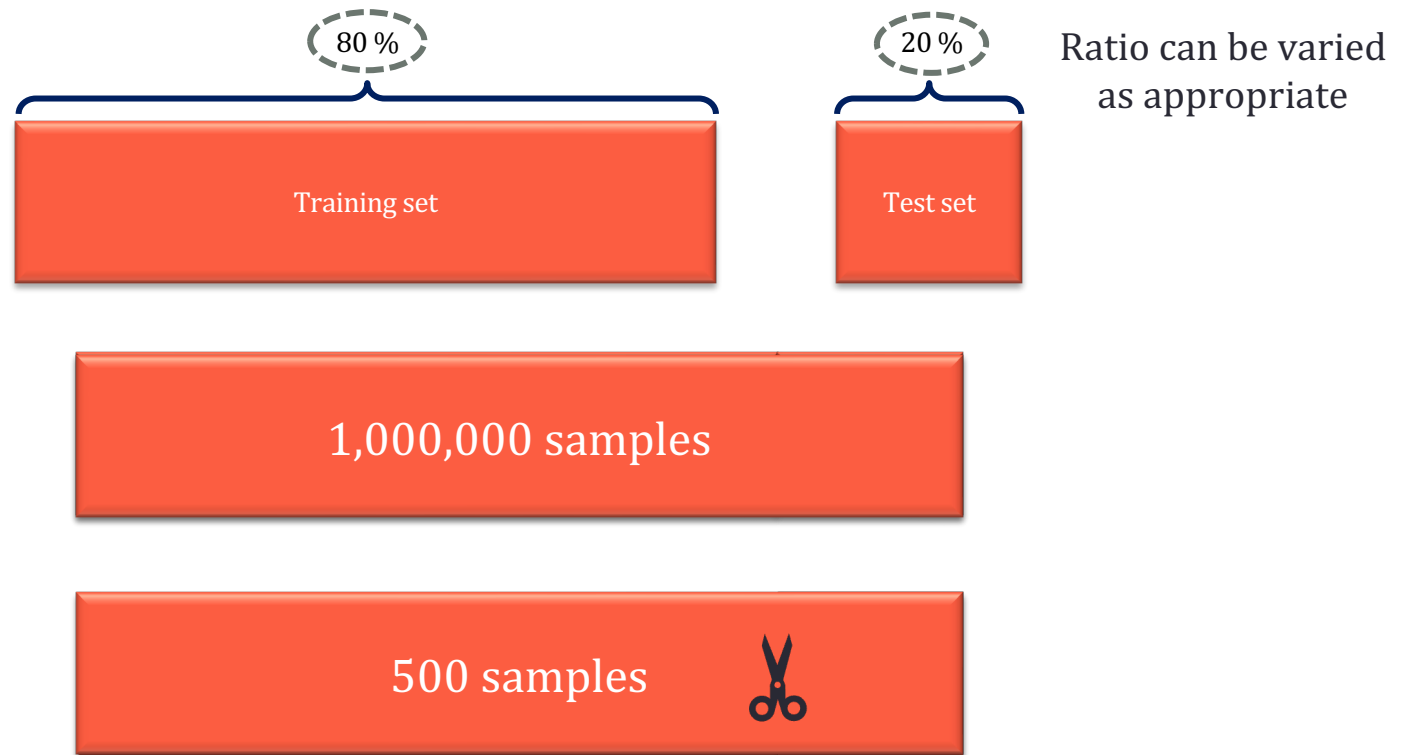 80 %
20 %
Ratio can be varied
as appropriate
Training set
Test set
1,000,000 samples
500 samples